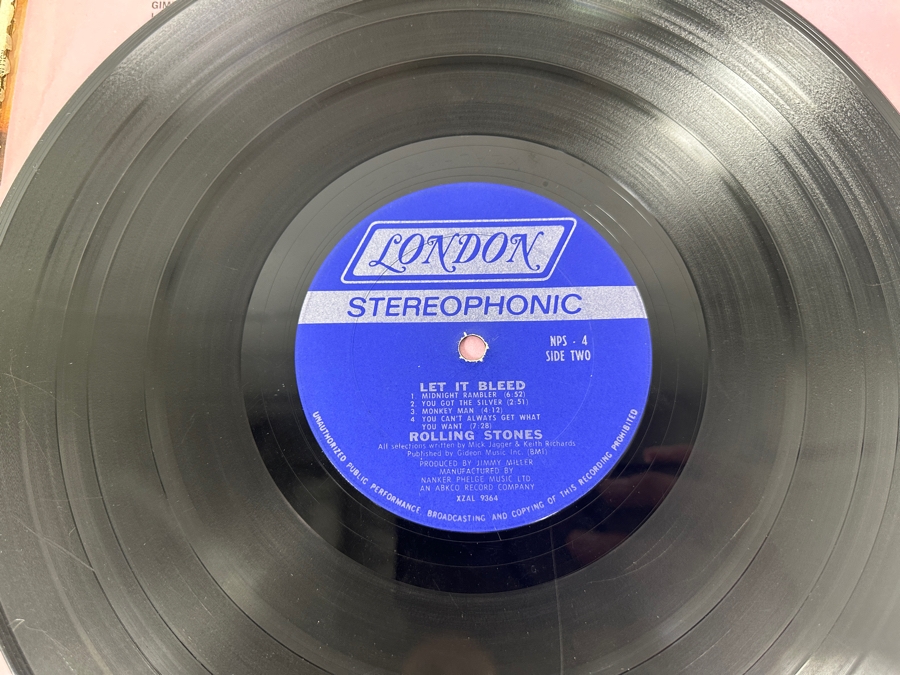 GIM
LONDON
STEREOPHONIC
NPS - 4
SIDE TWO
LET IT BLEED
1. MIDNIGHT RAMBLER (6:52)
2. YOU GOT THE SILVER (2:51)
3. MONKEY MAN (4:12)
4 YOU CAN'T ALWAYS GET WHAT
YOU WANT (7:28)
ROLLING STONES
All selections written by Mick Jagger & Keith Richards
Published by Gideon Music Inc. (BMI)
PRODUCED BY JIMMY MILLER
MANUFACTURED BY
NANKER PHELGE MUSIC LTD.
AN ABKCO RECORD COMPANY
XZAL 9364
UNAUTHORIZED PUBLIC PERFORMANCE BROADCASTING AND COPYING OF THIS RECORDING PROHIBITED